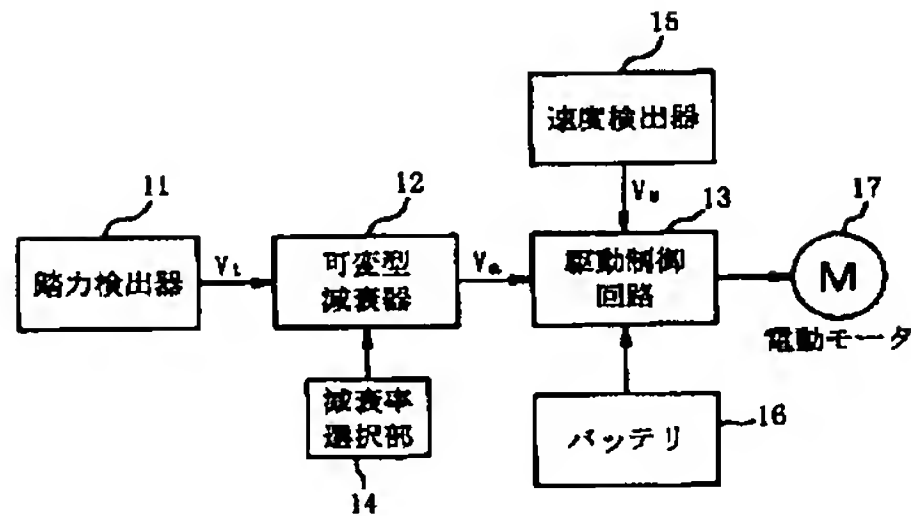 15
速度検出器
11
12
13
17
踏力検出器
Vt
可変型
減衰器
Va
駆動制御
回路
M
電動モータ
減衰率
選択部
14
バッテリ
16